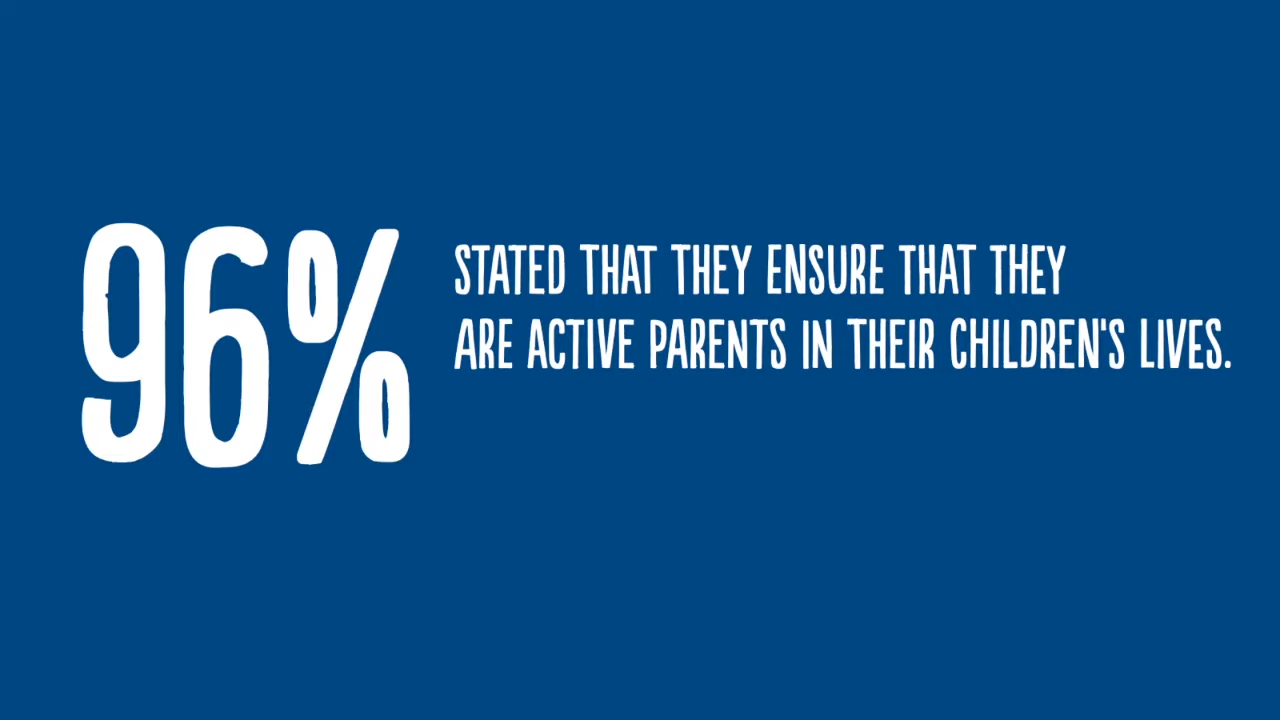 96%
STATED THAT THEY ENSURE THAT THEY
ARE ACTIVE PARENTS IN THEIR CHILDREN'S LIVES.